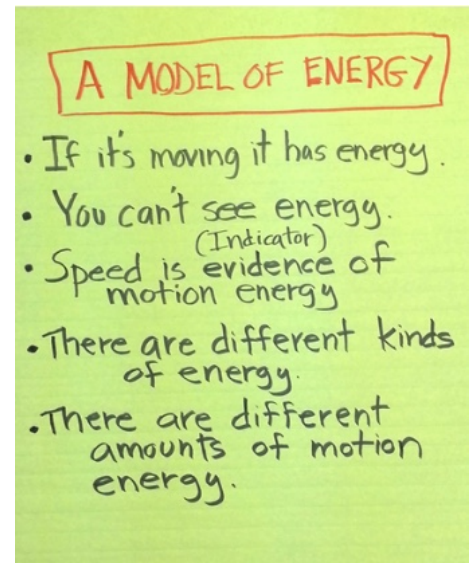 A MODEL OF ENERGY
• If it's moving it has energy.
• You can't see energy.
(Indicator)
• Speed is evidence of
motion energy
• There are different kinds
of energy.
• There are different
amounts of motion
energy.